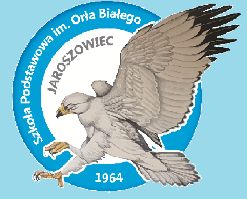 Szkoła Podstawowa im. Orła Białego
JAROSZOWIEC
1964